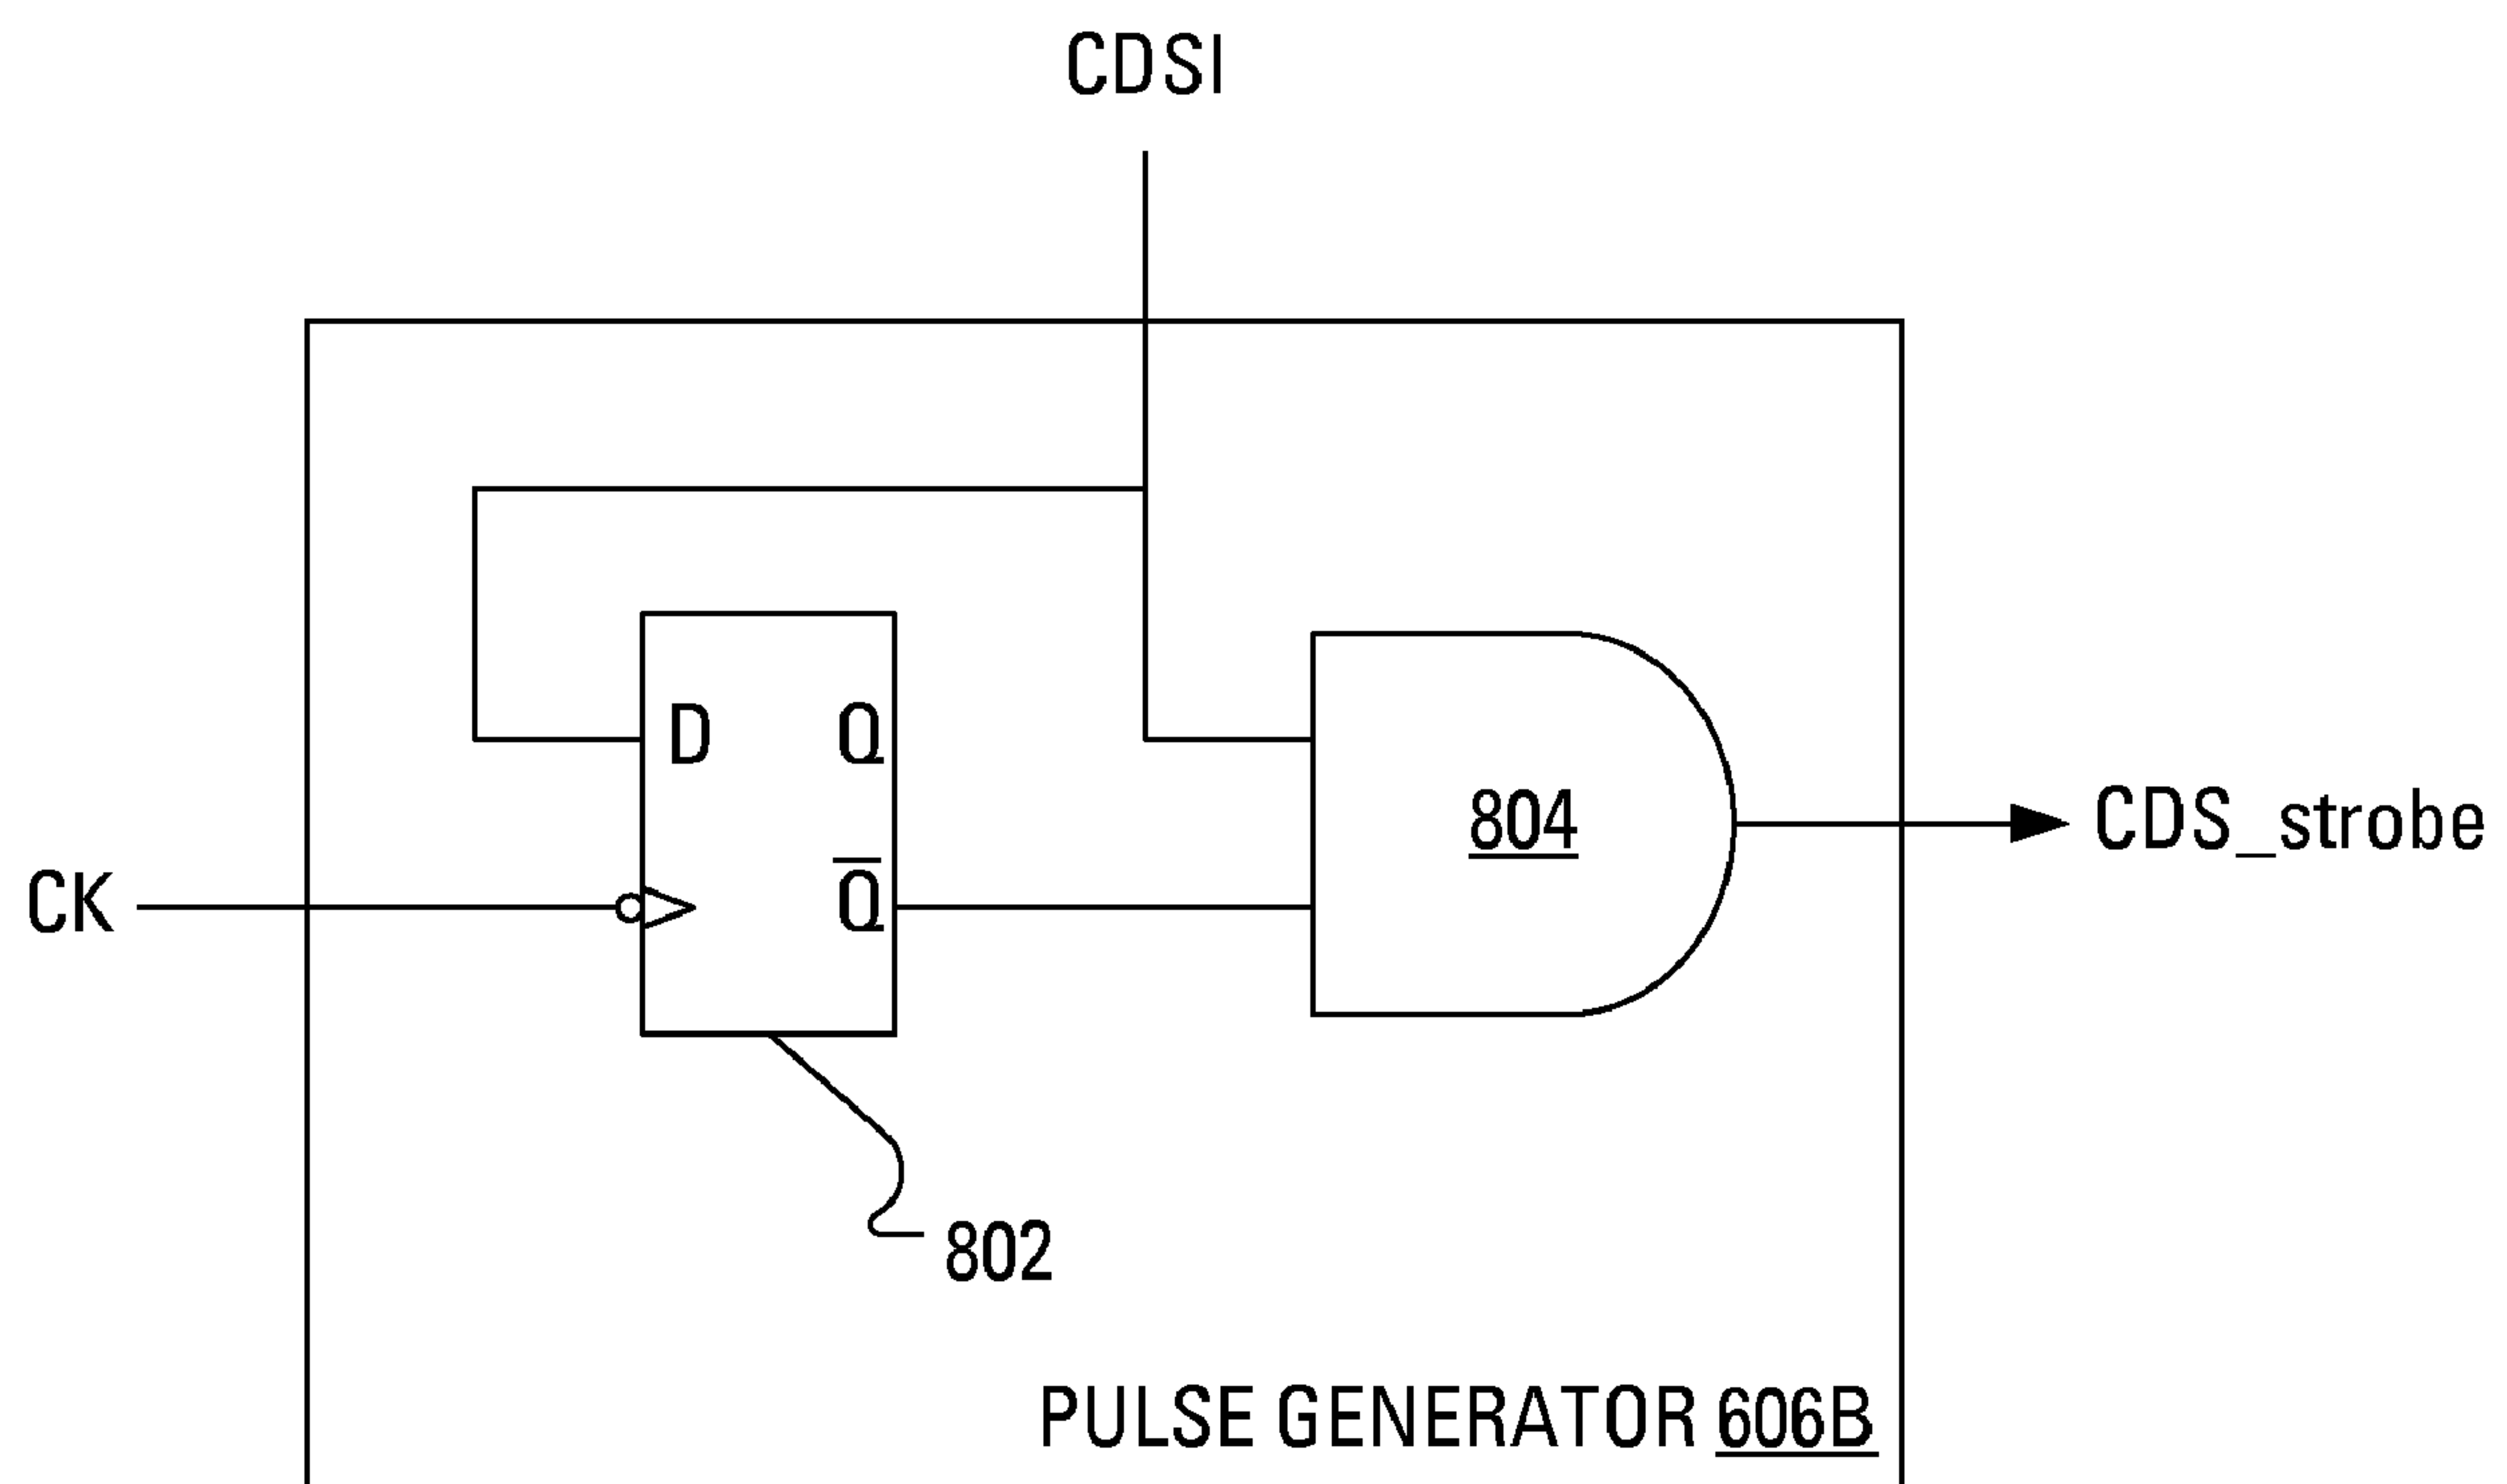 CDSI
D Q
804
CDS_strobe
CK
Q̅
802
PULSE GENERATOR 606B